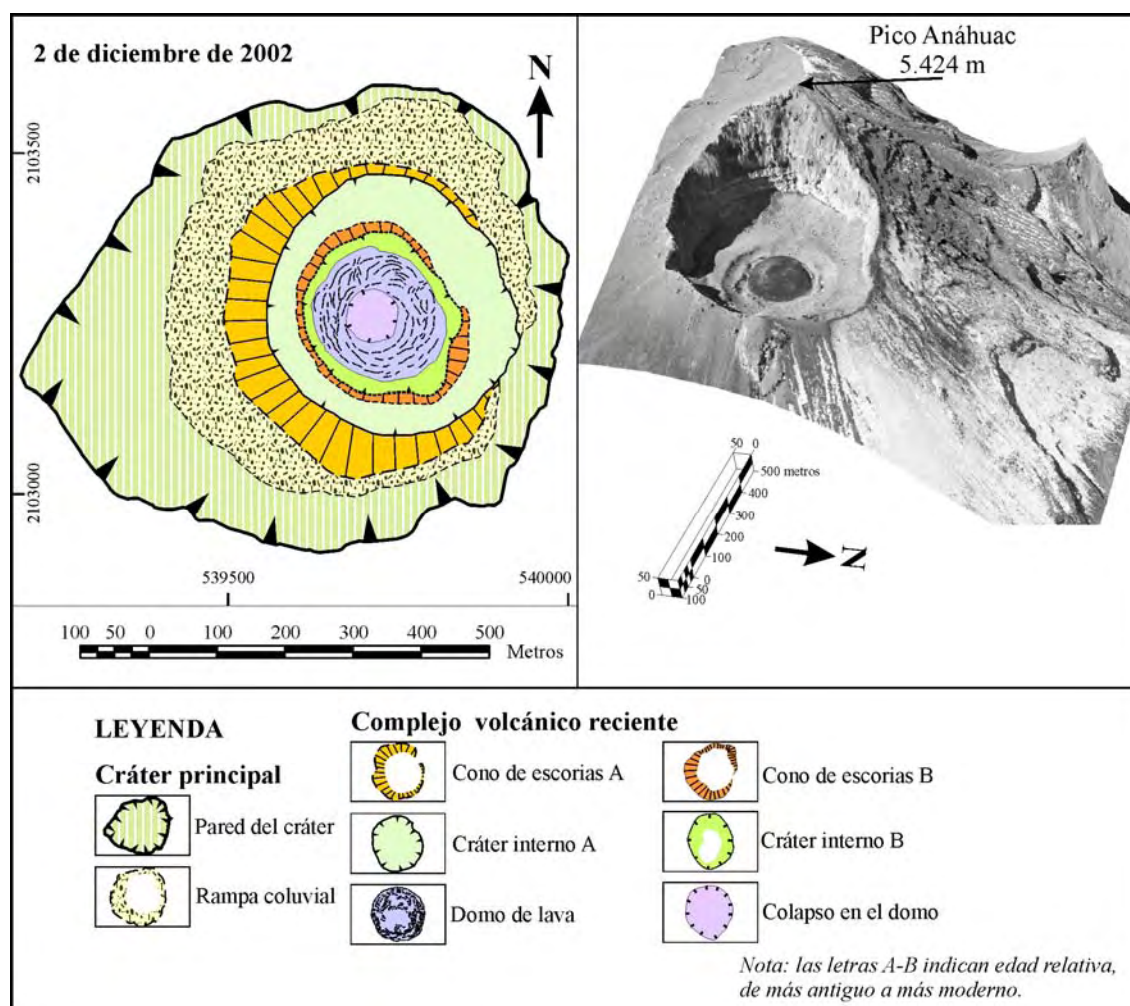 2 de diciembre de 2002
N
2103500
2103000
539500
540000
100 50 0 100 200 300 400 500
Metros
Pico Anáhuac
5.424 m
50 0
500 metros
400
300
200
100
50 0
0 50
100
N
LEYENDA
Cráter principal
Pared del cráter
Rampa coluvial
Complejo volcánico reciente
Cono de escorias A
Cráter interno A
Domo de lava
Cono de escorias B
Cráter interno B
Colapso en el domo
Nota: las letras A-B indican edad relativa,
de más antiguo a más moderno.